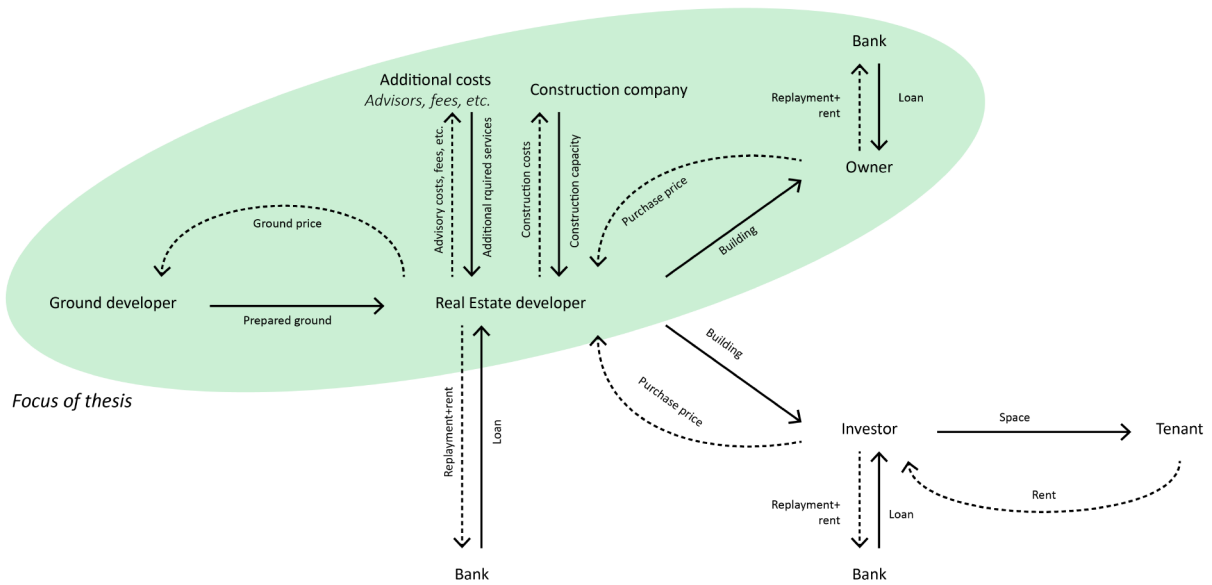 Bank
Additional costs
Advisors, fees, etc.
Construction company
Replayment+
rent
Loan
Advisory costs, fees, etc.
Additional rquired services
Construction costs
Construction capacity
Owner
Purchase price
Building
Ground price
Ground developer
Prepared ground
Real Estate developer
Focus of thesis
Replayment+rent
Loan
Building
Purchase price
Investor
Space
Tenant
Rent
Replayment+
rent
Loan
Bank
Bank